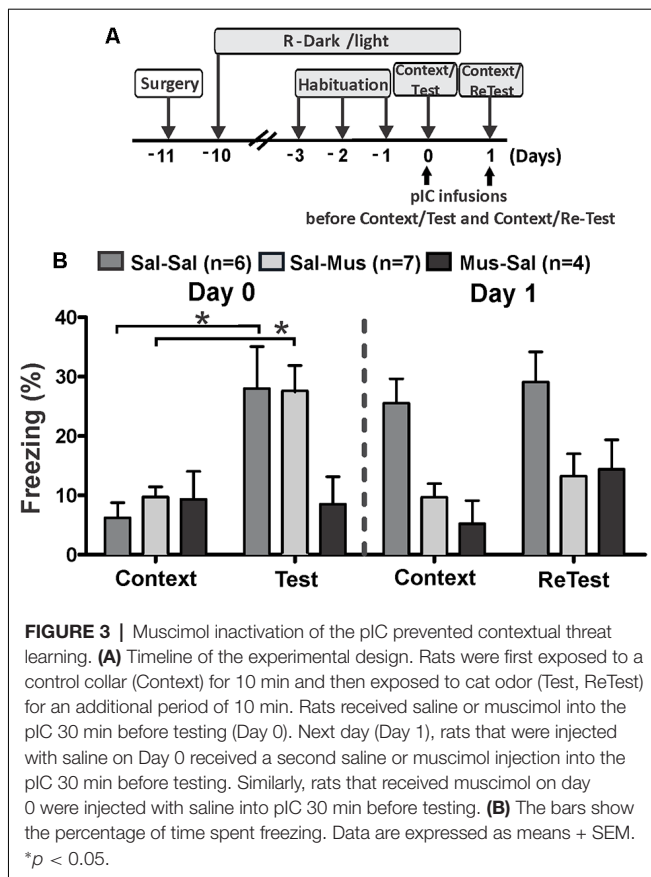 A
R-Dark /light
Surgery
Habituation
Context/
Test
Context/
ReTest
-11 -10 -3 -2 -1 0 1 (Days)
pIC infusions
before Context/Test and Context/Re-Test
B
Sal-Sal (n=6) Sal-Mus (n=7) Mus-Sal (n=4)
Day 0 Day 1
* *
Freezing (%)
40
30
20
10
0
Context Test Context ReTest
FIGURE 3 | Muscimol inactivation of the pIC prevented contextual threat
learning. (A) Timeline of the experimental design. Rats were first exposed to a
control collar (Context) for 10 min and then exposed to cat odor (Test, ReTest)
for an additional period of 10 min. Rats received saline or muscimol into the
pIC 30 min before testing (Day 0). Next day (Day 1), rats that were injected
with saline on Day 0 received a second saline or muscimol injection into the
pIC 30 min before testing. Similarly, rats that received muscimol on day
0 were injected with saline into pIC 30 min before testing. (B) The bars show
the percentage of time spent freezing. Data are expressed as means + SEM.
*p < 0.05.